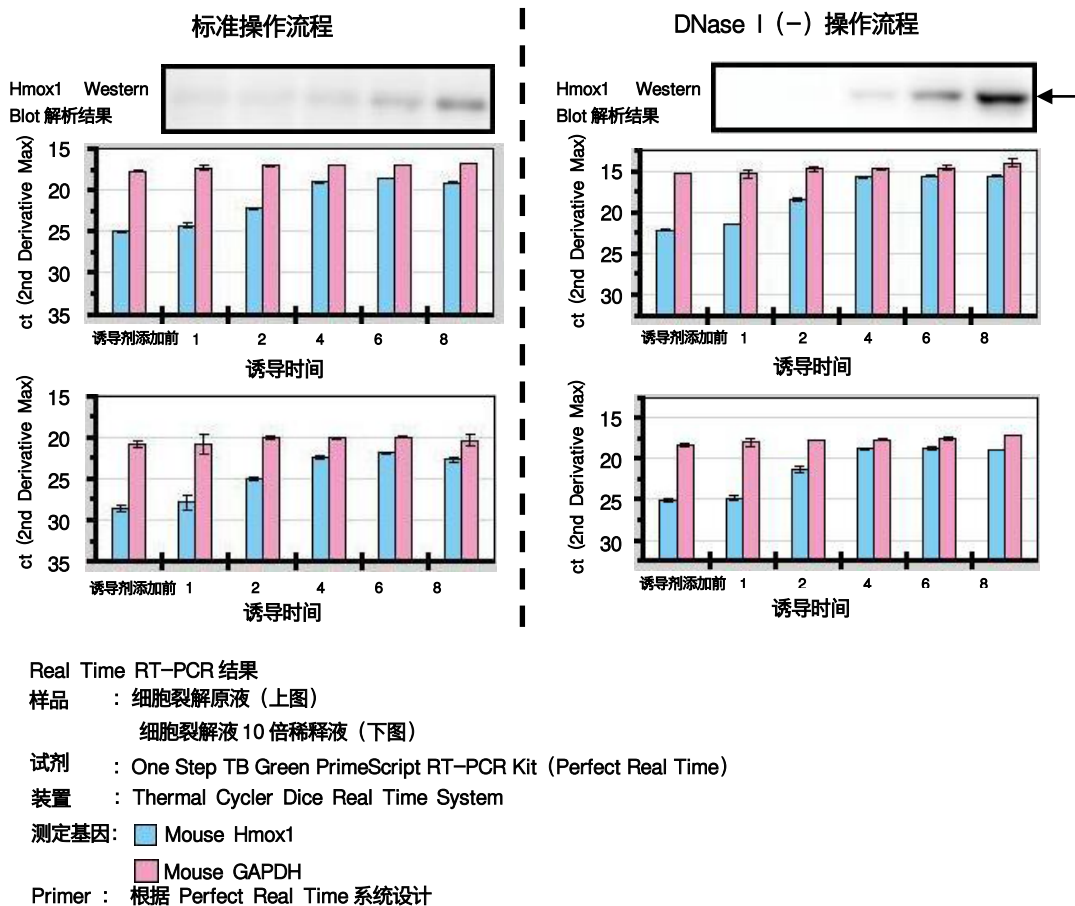 标准操作流程
Hmox1 Western
Blot 解析结果
ct (2nd Derivative Max)
15
20
25
30
35
诱导剂添加前 1 2 4 6 8
诱导时间
ct (2nd Derivative Max)
15
20
25
30
35
诱导剂添加前 1 2 4 6 8
诱导时间
DNase I（-）操作流程
Hmox1 Western
Blot 解析结果
ct (2nd Derivative Max)
15
20
25
30
诱导剂添加前 1 2 4 6 8
诱导时间
ct (2nd Derivative Max)
15
20
25
30
诱导剂添加前 1 2 4 6 8
诱导时间
Real Time RT-PCR 结果
样品 : 细胞裂解原液（上图）
细胞裂解液 10 倍稀释液（下图）
试剂 : One Step TB Green PrimeScript RT-PCR Kit (Perfect Real Time)
装置 : Thermal Cycler Dice Real Time System
测定基因: Mouse Hmox1
Mouse GAPDH
Primer : 根据 Perfect Real Time 系统设计